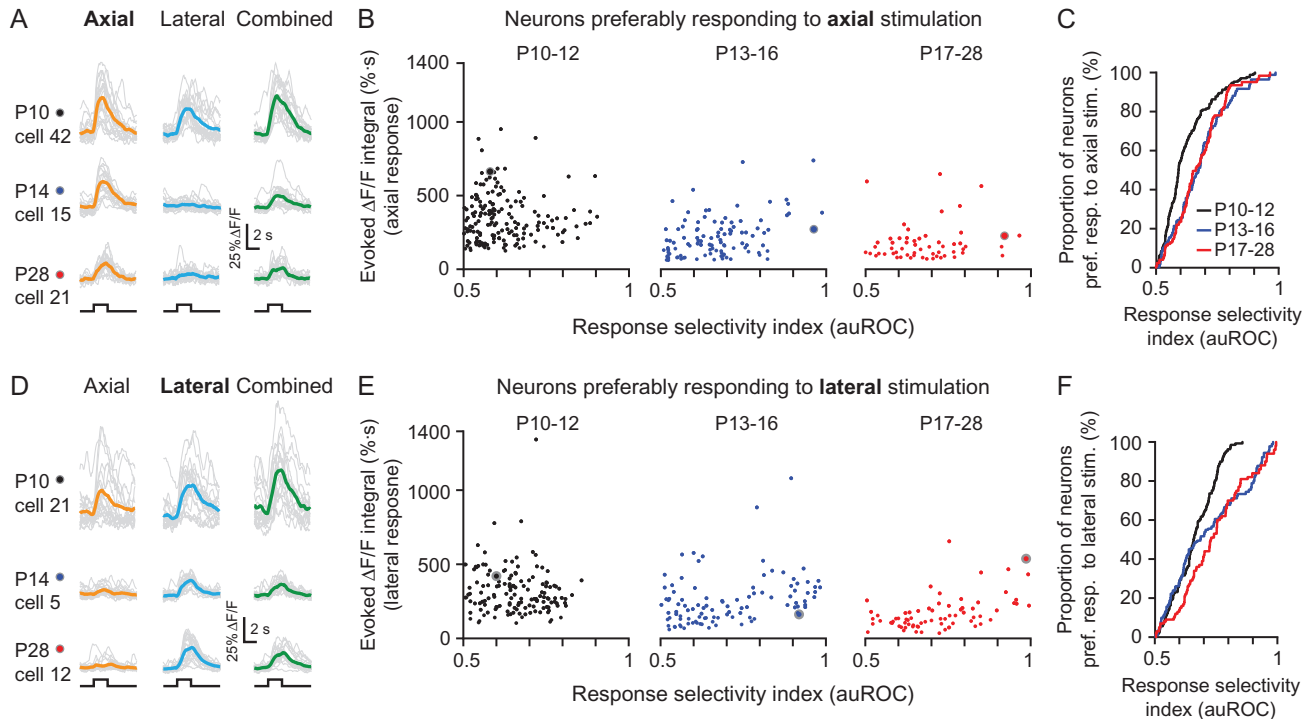 A
Axial Lateral Combined
P10
cell 42
P14
cell 15
P28
cell 21
25% ΔF/F
2 s
B
Neurons preferably responding to axial stimulation
P10-12 P13-16 P17-28
Evoked ΔF/F integral (%·s)
(axial response)
1400
1000
500
0
0.5 1 0.5 1 0.5 1
Response selectivity index (auROC)
C
Proportion of neurons
pref. resp. to axial stim. (%)
100
80
60
40
20
0
P10-12
P13-16
P17-28
0.5 1
Response selectivity
index (auROC)
D
Axial Lateral Combined
P10
cell 21
P14
cell 5
P28
cell 12
25% ΔF/F
2 s
E
Neurons preferably responding to lateral stimulation
P10-12 P13-16 P17-28
Evoked ΔF/F integral (%·s)
(lateral resposne)
1400
1000
500
0
0.5 1 0.5 1 0.5 1
Response selectivity index (auROC)
F
Proportion of neurons
pref. resp. to lateral stim. (%)
100
80
60
40
20
0
0.5 1
Response selectivity
index (auROC)